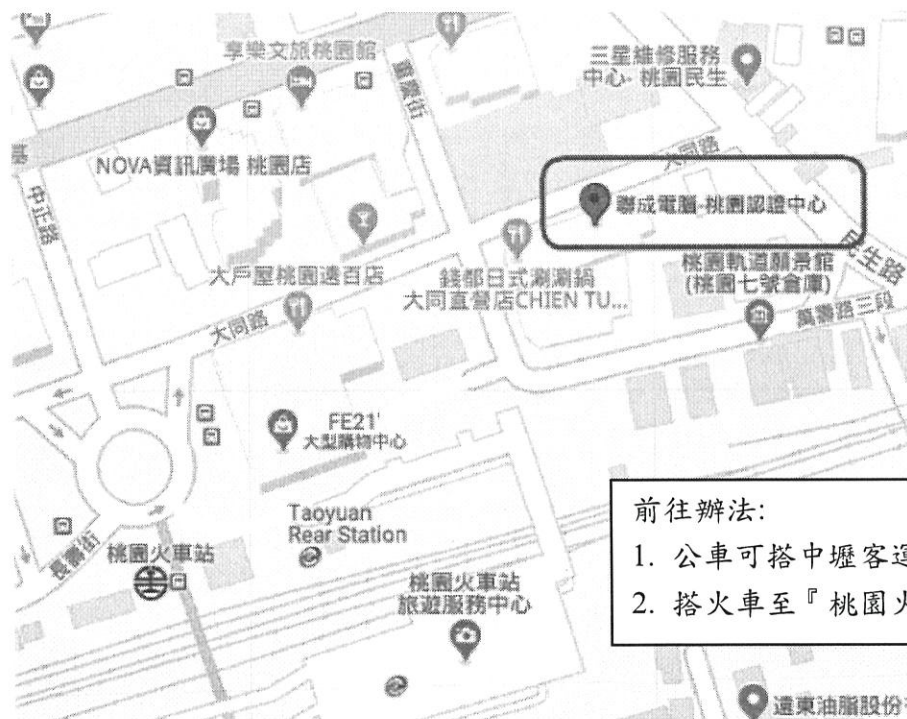 享樂文旅桃園館
NOVA資訊廣場 桃園店
基
中正路
重慶街
三星維修服務
中心- 桃園民生
大同路
聯成電腦-桃園認證中心
民生路
大戶屋桃園遠百店
錢都日式涮涮鍋
大同直營店CHIEN TU...
桃園軌道願景館
(桃園七號倉庫)
萬壽路三段
大同路
FE21'
大型購物中心
Taoyuan
Rear Station
長壽街
桃園火車站
桃園火車站
旅遊服務中心
前往辦法:
1. 公車可搭中壢客運
2. 搭火車至『桃園火
遠東油脂股份